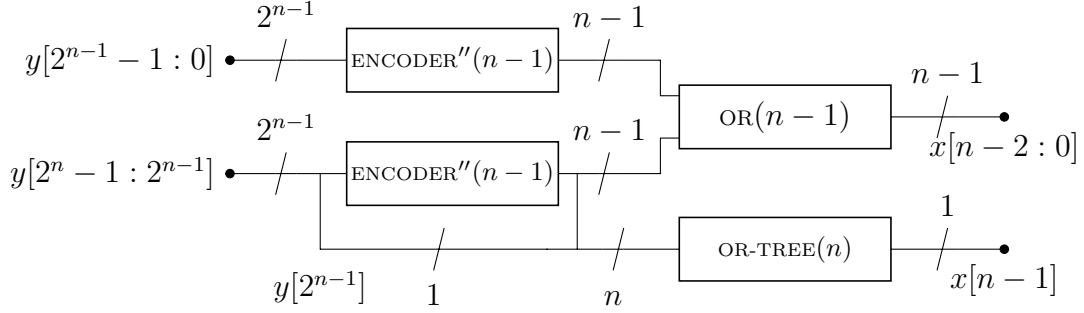 2^{n-1}
n − 1
y[2^{n-1} − 1 : 0]
ENCODER″(n − 1)
n − 1
OR(n − 1)
2^{n-1}
n − 1
x[n − 2 : 0]
y[2^n − 1 : 2^{n-1}]
ENCODER″(n − 1)
1
OR-TREE(n)
y[2^{n-1}]
1
n
x[n − 1]